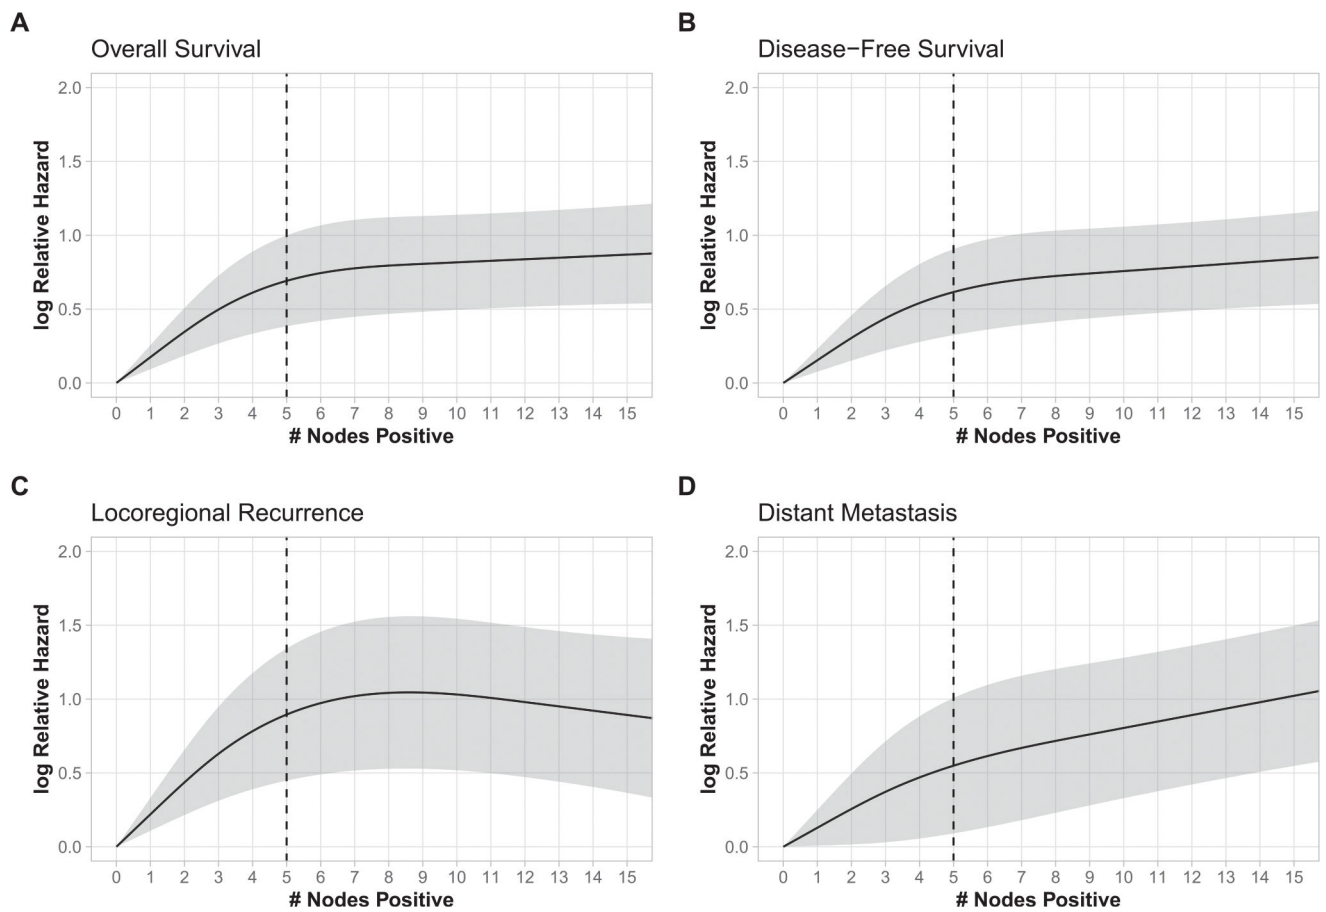 A
Overall Survival
log Relative Hazard
2.0
1.5
1.0
0.5
0.0
0 1 2 3 4 5 6 7 8 9 10 11 12 13 14 15
# Nodes Positive
B
Disease−Free Survival
log Relative Hazard
2.0
1.5
1.0
0.5
0.0
0 1 2 3 4 5 6 7 8 9 10 11 12 13 14 15
# Nodes Positive
C
Locoregional Recurrence
log Relative Hazard
2.0
1.5
1.0
0.5
0.0
0 1 2 3 4 5 6 7 8 9 10 11 12 13 14 15
# Nodes Positive
D
Distant Metastasis
log Relative Hazard
2.0
1.5
1.0
0.5
0.0
0 1 2 3 4 5 6 7 8 9 10 11 12 13 14 15
# Nodes Positive